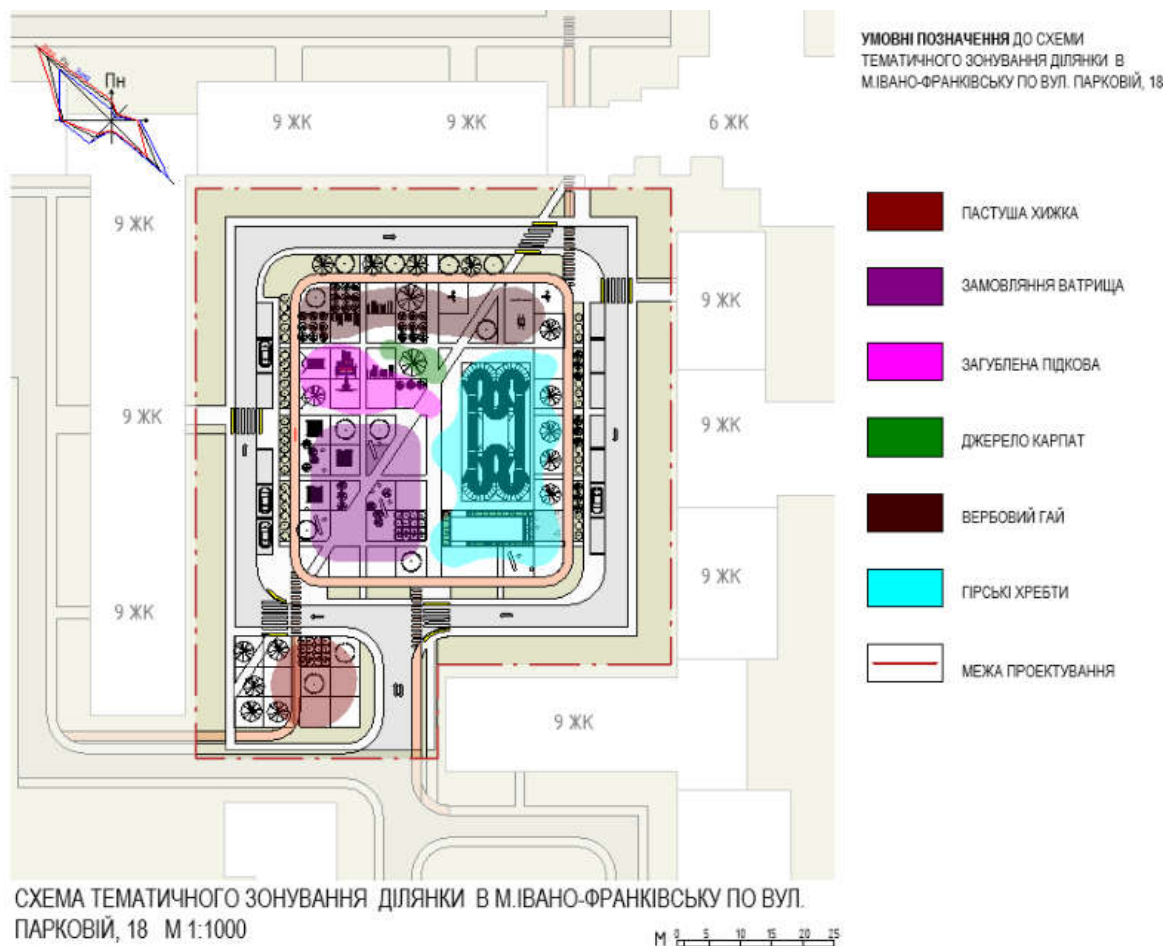 УМОВНІ ПОЗНАЧЕННЯ ДО СХЕМИ
ТЕМАТИЧНОГО ЗОНУВАННЯ ДІЛЯНКИ В
М.ІВАНО-ФРАНКІВСЬКУ ПО ВУЛ. ПАРКОВІЙ, 18
Пн
9 ЖК
9 ЖК
6 ЖК
9 ЖК
9 ЖК
9 ЖК
9 ЖК
9 ЖК
9 ЖК
9 ЖК
ПАСТУША ХИЖКА
ЗАМОВЛЯННЯ ВАТРИЩА
ЗАГУБЛЕНА ПІДКОВА
ДЖЕРЕЛО КАРПАТ
ВЕРБОВИЙ ГАЙ
ГІРСЬКІ ХРЕБТИ
МЕЖА ПРОЕКТУВАННЯ
СХЕМА ТЕМАТИЧНОГО ЗОНУВАННЯ ДІЛЯНКИ В М.ІВАНО-ФРАНКІВСЬКУ ПО ВУЛ.
ПАРКОВІЙ, 18 М 1:1000
М 0 5 10 15 20 25